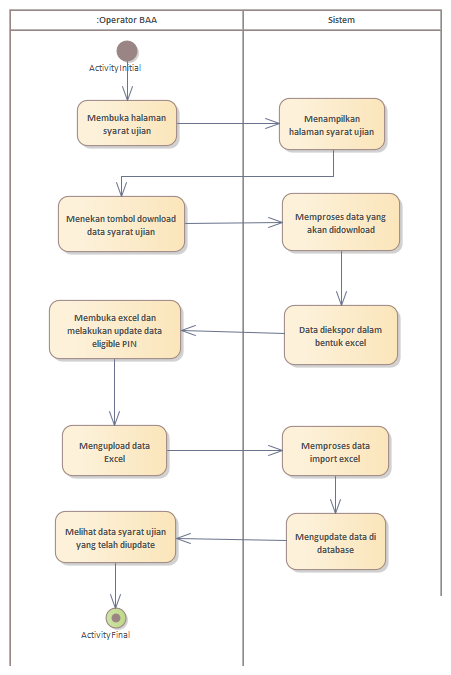 :Operator BAA
Sistem
ActivityInitial
Membuka halaman
syarat ujian
Menampilkan
halaman syarat ujian
Menekan tombol download
data syarat ujian
Memproses data yang
akan didownload
Membuka excel dan
melakukan update data
eligible PIN
Data diekspor dalam
bentuk excel
Mengupload data
Excel
Memproses data
import excel
Melihat data syarat ujian
yang telah diupdate
Mengupdate data di
database
ActivityFinal